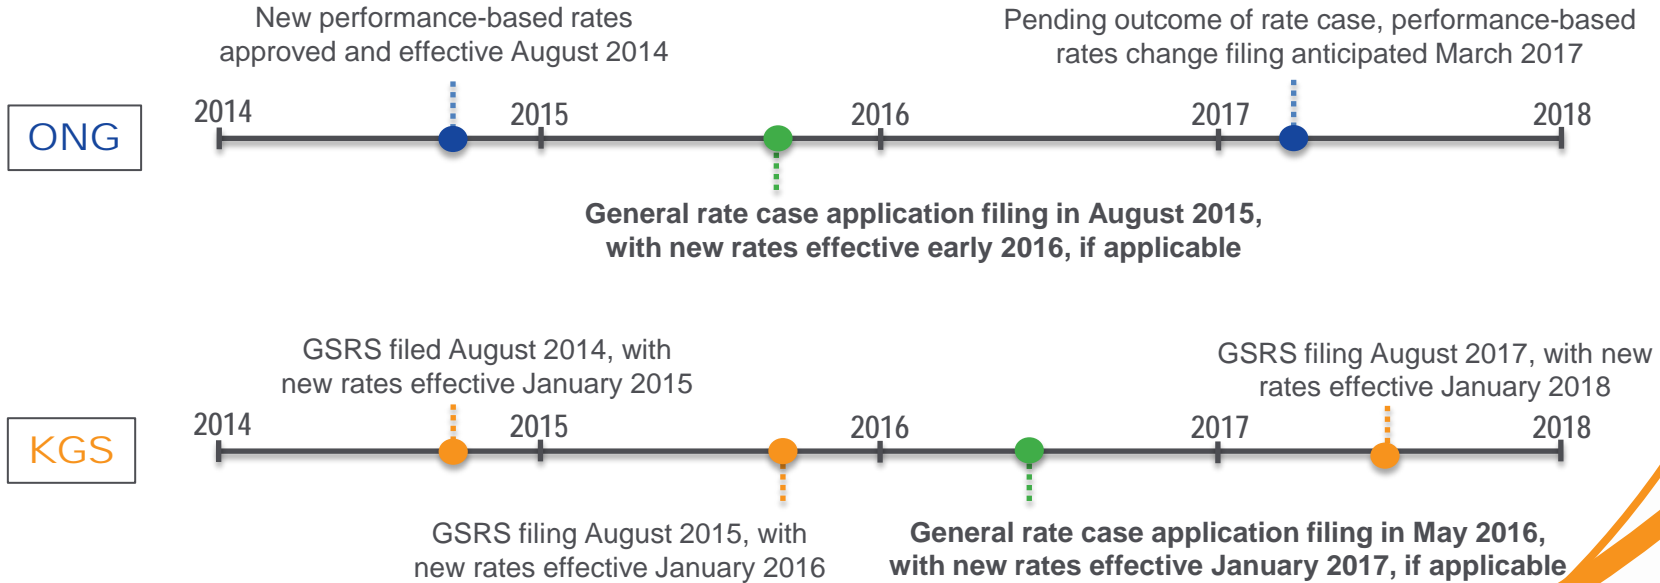 New performance-based rates
approved and effective August 2014
Pending outcome of rate case, performance-based
rates change filing anticipated March 2017
ONG
2014
2015
2016
2017
2018
General rate case application filing in August 2015,
with new rates effective early 2016, if applicable
GSRS filed August 2014, with
new rates effective January 2015
GSRS filing August 2017, with new
rates effective January 2018
KGS
2014
2015
2016
2017
2018
GSRS filing August 2015, with
new rates effective January 2016
General rate case application filing in May 2016,
with new rates effective January 2017, if applicable